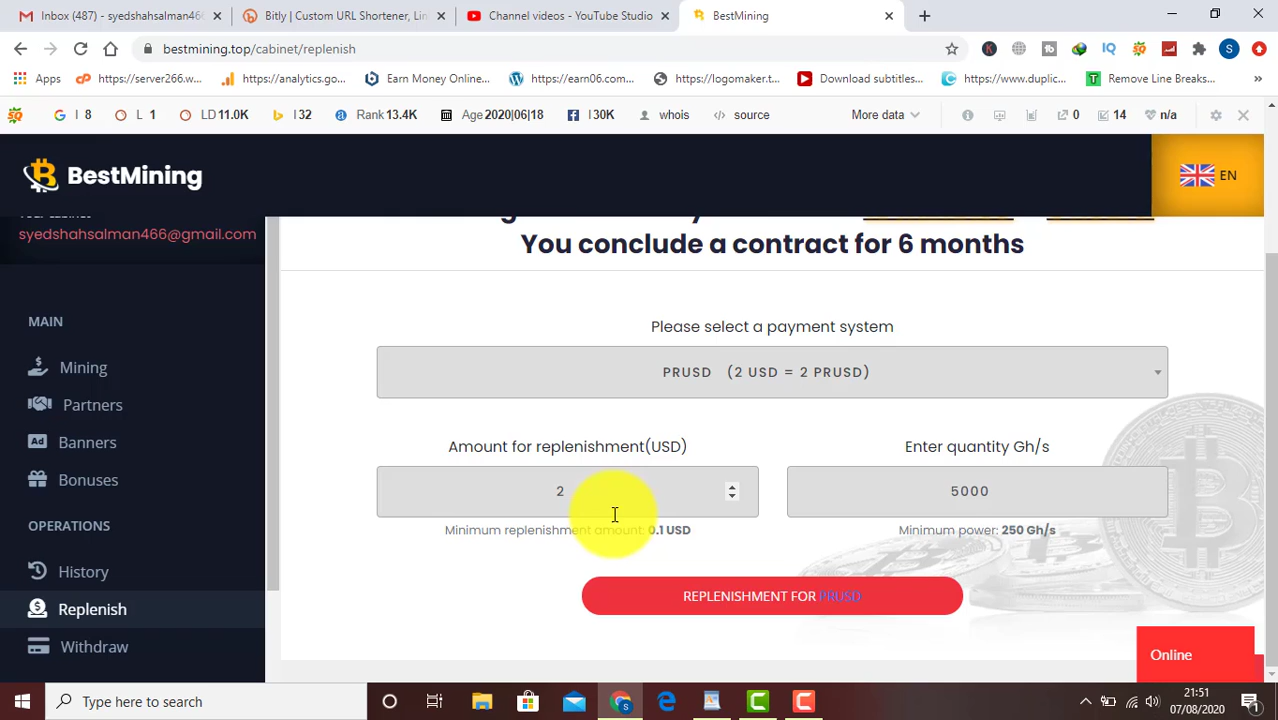 Inbox (487) - syedshahsalman466
Bitly | Custom URL Shortener, Lin
Channel videos - YouTube Studio
BestMining
bestmining.top/cabinet/replenish
Apps
https://server266.w...
https://analytics.go...
Earn Money Online...
https://earn06.com...
https://logomaker.t...
Download subtitles...
https://www.duplic...
Remove Line Breaks...
I 8
L 1
LD 11.0K
I 32
Rank 13.4K
Age 2020|06|18
I 30K
whois
source
More data
0
14
n/a
BestMining
EN
syedshahsalman466@gmail.com
You conclude a contract for 6 months
MAIN
Mining
Partners
Banners
Bonuses
OPERATIONS
History
Replenish
Withdraw
Please select a payment system
PRUSD (2 USD = 2 PRUSD)
Amount for replenishment(USD)
Enter quantity Gh/s
2
5000
Minimum replenishment amount: 0.1 USD
Minimum power: 250 Gh/s
REPLENISHMENT FOR PRUSD
Online
Type here to search
21:51
07/08/2020